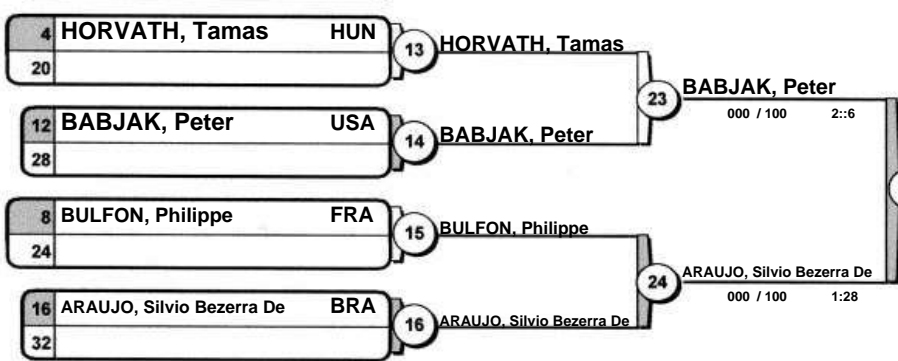 4 HORVATH, Tamas HUN
20
13 HORVATH, Tamas
12 BABJAK, Peter USA
28
14 BABJAK, Peter
23 BABJAK, Peter
000 / 100 2::6
8 BULFON, Philippe FRA
24
15 BULFON, Philippe
16 ARAUJO, Silvio Bezerra De BRA
32
16 ARAUJO, Silvio Bezerra De
24 ARAUJO, Silvio Bezerra De
000 / 100 1:28